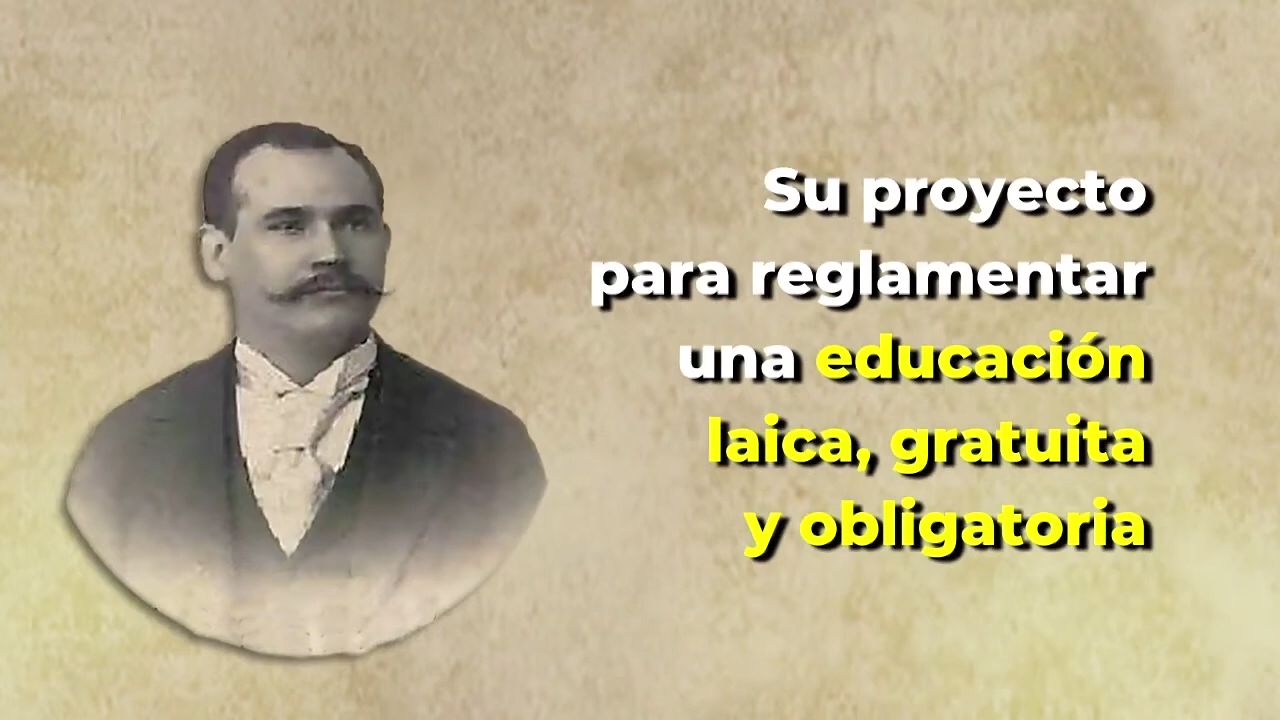 Su proyecto
para reglamentar
una educación
laica, gratuita
y obligatoria